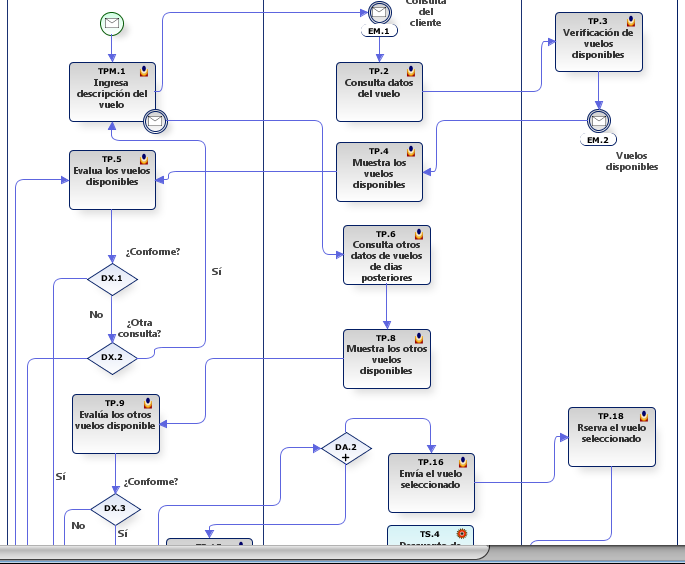 Consulta
del
cliente
EM.1
TPM.1
Ingresa
descripción del
vuelo
TP.2
Consulta datos
del vuelo
TP.3
Verificación de
vuelos
disponibles
EM.2
Vuelos
disponibles
TP.4
Muestra los
vuelos
disponibles
TP.5
Evalua los vuelos
disponibles
¿Conforme?
DX.1
Sí
No
¿Otra
consulta?
DX.2
TP.6
Consulta otros
datos de vuelos
de dias
posteriores
TP.8
Muestra los otros
vuelos
disponibles
TP.9
Evalúa los otros
vuelos disponible
Sí
¿Conforme?
DX.3
No
Sí
DA.2
TP.16
Envía el vuelo
seleccionado
TP.18
Rserva el vuelo
seleccionado
TS.4